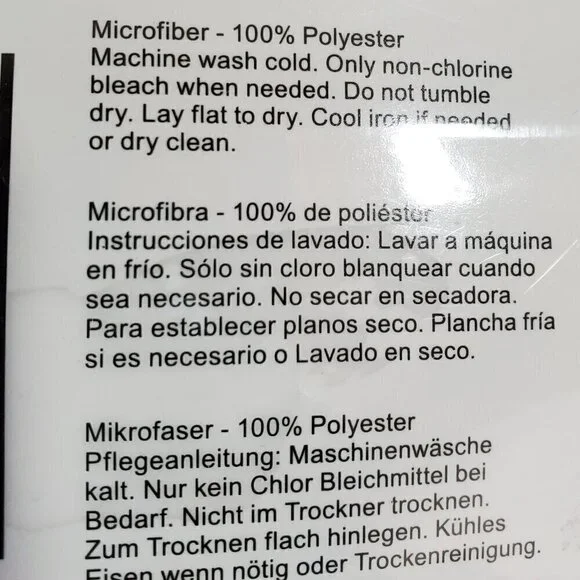 Microfiber - 100% Polyester
Machine wash cold. Only non-chlorine
bleach when needed. Do not tumble
dry. Lay flat to dry. Cool iron if needed
or dry clean.
Microfibra - 100% de poliéster
Instrucciones de lavado: Lavar a máquina
en frío. Sólo sin cloro blanquear cuando
sea necesario. No secar en secadora.
Para establecer planos seco. Plancha fría
si es necesario o Lavado en seco.
Mikrofaser - 100% Polyester
Pflegeanleitung: Maschinenwäsche
kalt. Nur kein Chlor Bleichmittel bei
Bedarf. Nicht im Trockner trocknen.
Zum Trocknen flach hinlegen. Kühles
Eisen wenn nötig oder Trockenreinigung.